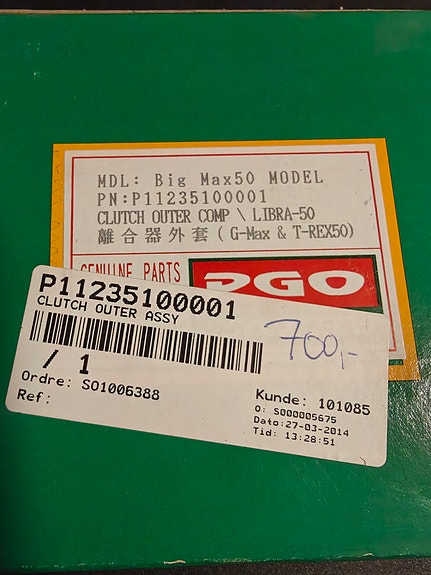 MDL: Big Max50 MODEL
PN:P11235100001
CLUTCH OUTER COMP \ LIBRA-50
離合器外套 ( G-Max & T-REX50)
GENUINE PARTS
PGO
P11235100001
CLUTCH OUTER ASSY
700,-
/ 1
Ordre: SO1006388
Ref:
Kunde: 101085
O: SO00005675
Dato:27-03-2014
Tid: 13:28:51